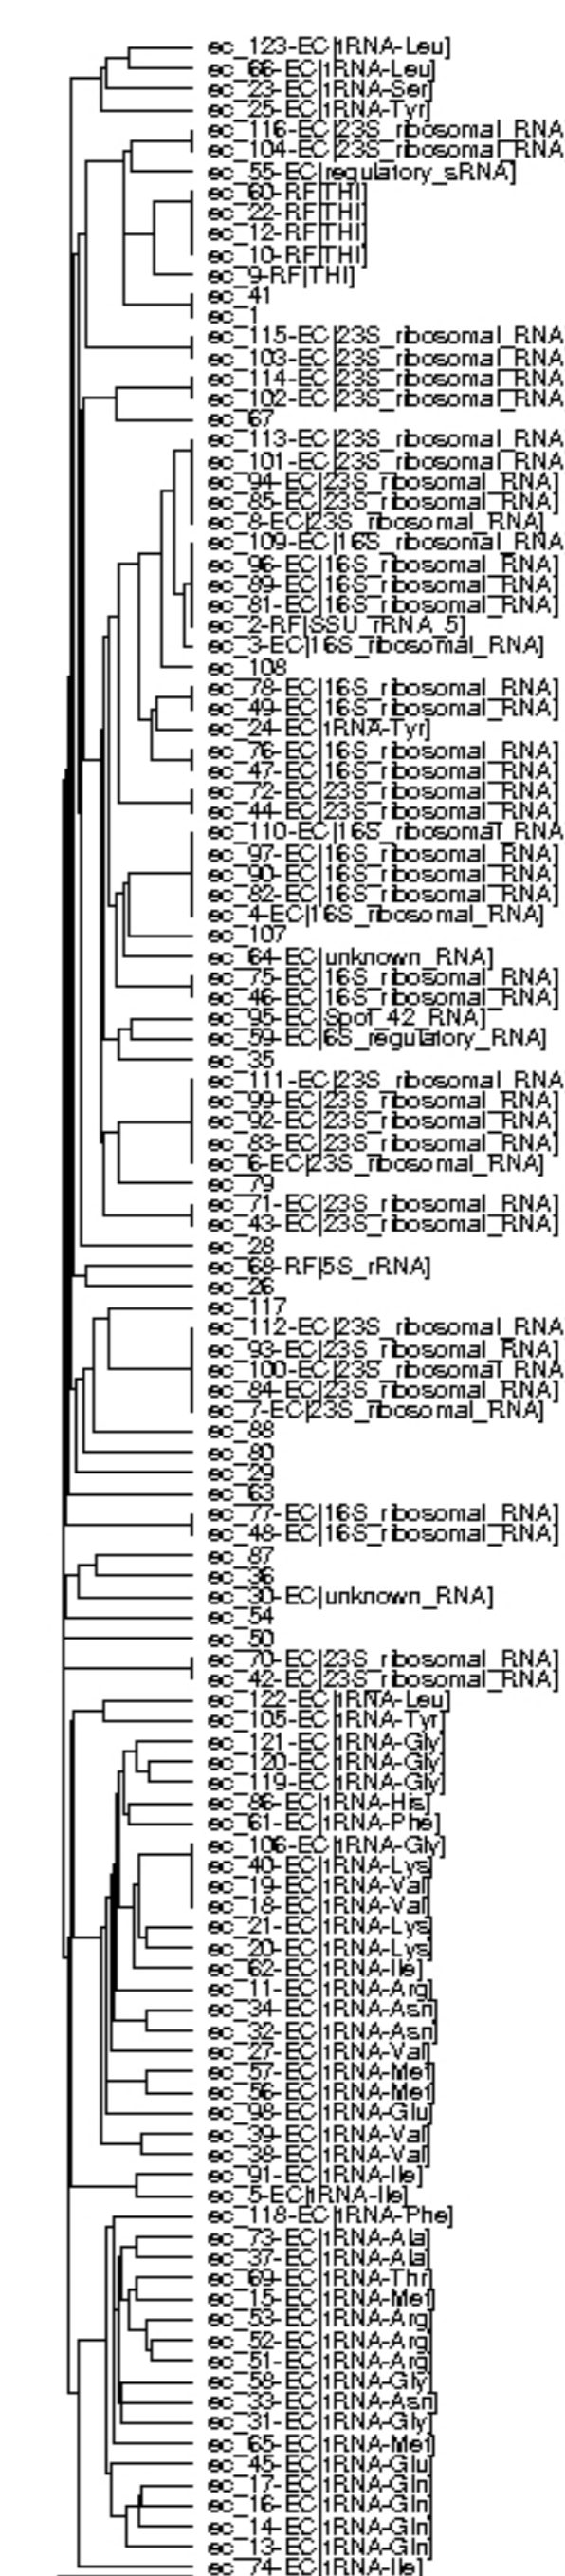 ec_123-EC|tRNA-Leu]
ec_66-EC|tRNA-Leu]
ec_23-EC|tRNA-Ser]
ec_25-EC|tRNA-Tyr]
ec_116-EC|23S_ribosomal_RNA
ec_104-EC|23S_ribosomal_RNA
ec_55-EC|regulatory_sRNA]
ec_60-RF|THI]
ec_22-RF|THI]
ec_12-RF|THI]
ec_10-RF|THI]
ec_9-RF|THI]
ec_41
ec_1
ec_115-EC|23S_ribosomal_RNA
ec_103-EC|23S_ribosomal_RNA
ec_114-EC|23S_ribosomal_RNA
ec_102-EC|23S_ribosomal_RNA
ec_67
ec_113-EC|23S_ribosomal_RNA
ec_101-EC|23S_ribosomal_RNA
ec_94-EC|23S_ribosomal_RNA]
ec_85-EC|23S_ribosomal_RNA]
ec_8-EC|23S_ribosomal_RNA]
ec_109-EC|16S_ribosomal_RNA
ec_96-EC|16S_ribosomal_RNA]
ec_89-EC|16S_ribosomal_RNA]
ec_81-EC|16S_ribosomal_RNA]
ec_2-RF|SSU_rRNA_5]
ec_3-EC|16S_ribosomal_RNA]
ec_108
ec_78-EC|16S_ribosomal_RNA]
ec_49-EC|16S_ribosomal_RNA]
ec_24-EC|tRNA-Tyr]
ec_76-EC|16S_ribosomal_RNA]
ec_47-EC|16S_ribosomal_RNA]
ec_72-EC|23S_ribosomal_RNA]
ec_44-EC|23S_ribosomal_RNA]
ec_110-EC|16S_ribosomal_RNA
ec_97-EC|16S_ribosomal_RNA]
ec_90-EC|16S_ribosomal_RNA]
ec_82-EC|16S_ribosomal_RNA]
ec_4-EC|16S_ribosomal_RNA]
ec_107
ec_64-EC|unknown_RNA]
ec_75-EC|16S_ribosomal_RNA]
ec_46-EC|16S_ribosomal_RNA]
ec_95-EC|Spot_42_RNA]
ec_59-EC|6S_regulatory_RNA]
ec_35
ec_111-EC|23S_ribosomal_RNA
ec_99-EC|23S_ribosomal_RNA]
ec_92-EC|23S_ribosomal_RNA]
ec_83-EC|23S_ribosomal_RNA]
ec_6-EC|23S_ribosomal_RNA]
ec_79
ec_71-EC|23S_ribosomal_RNA]
ec_43-EC|23S_ribosomal_RNA]
ec_28
ec_68-RF|5S_rRNA]
ec_26
ec_117
ec_112-EC|23S_ribosomal_RNA
ec_93-EC|23S_ribosomal_RNA]
ec_100-EC|23S_ribosomal_RNA
ec_84-EC|23S_ribosomal_RNA]
ec_7-EC|23S_ribosomal_RNA]
ec_88
ec_80
ec_29
ec_63
ec_77-EC|16S_ribosomal_RNA]
ec_48-EC|16S_ribosomal_RNA]
ec_87
ec_36
ec_30-EC|unknown_RNA]
ec_54
ec_50
ec_70-EC|23S_ribosomal_RNA]
ec_42-EC|23S_ribosomal_RNA]
ec_122-EC|tRNA-Leu]
ec_105-EC|tRNA-Tyr]
ec_121-EC|tRNA-Gly]
ec_120-EC|tRNA-Gly]
ec_119-EC|tRNA-Gly]
ec_86-EC|tRNA-His]
ec_61-EC|tRNA-Phe]
ec_106-EC|tRNA-Gly]
ec_40-EC|tRNA-Lys]
ec_19-EC|tRNA-Val]
ec_18-EC|tRNA-Val]
ec_21-EC|tRNA-Lys]
ec_20-EC|tRNA-Lys]
ec_62-EC|tRNA-Ile]
ec_11-EC|tRNA-Arg]
ec_34-EC|tRNA-Asn]
ec_32-EC|tRNA-Asn]
ec_27-EC|tRNA-Val]
ec_57-EC|tRNA-Met]
ec_56-EC|tRNA-Met]
ec_98-EC|tRNA-Glu]
ec_39-EC|tRNA-Val]
ec_38-EC|tRNA-Val]
ec_91-EC|tRNA-Ile]
ec_5-EC|tRNA-Ile]
ec_118-EC|tRNA-Phe]
ec_73-EC|tRNA-Ala]
ec_37-EC|tRNA-Ala]
ec_69-EC|tRNA-Thr]
ec_15-EC|tRNA-Met]
ec_53-EC|tRNA-Arg]
ec_52-EC|tRNA-Arg]
ec_51-EC|tRNA-Arg]
ec_58-EC|tRNA-Gly]
ec_33-EC|tRNA-Asn]
ec_31-EC|tRNA-Gly]
ec_65-EC|tRNA-Met]
ec_45-EC|tRNA-Glu]
ec_17-EC|tRNA-Gln]
ec_16-EC|tRNA-Gln]
ec_14-EC|tRNA-Gln]
ec_13-EC|tRNA-Gln]
ec_74-EC|tRNA-Ile]